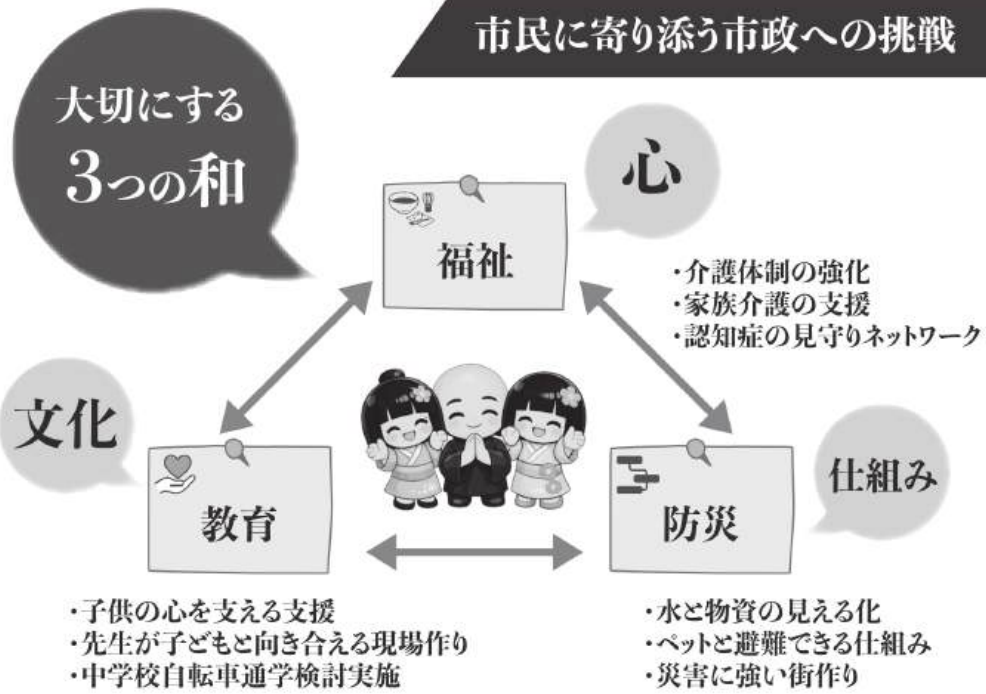 市民に寄り添う市政への挑戦
大切にする
3つの和
心
福祉
・介護体制の強化
・家族介護の支援
・認知症の見守りネットワーク
文化
教育
・子供の心を支える支援
・先生が子どもと向き合える現場作り
・中学校自転車通学検討実施
仕組み
防災
・水と物資の見える化
・ペットと避難できる仕組み
・災害に強い街作り